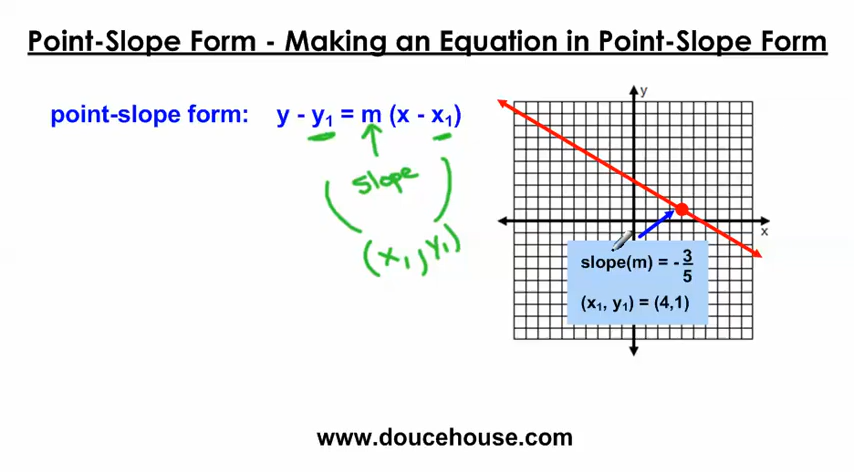 Point-Slope Form - Making an Equation in Point-Slope Form
point-slope form: y - y₁ = m (x - x₁)
slope
(x₁, y₁)
y
x
slope(m) = - 3/5
(x₁, y₁) = (4,1)
www.doucehouse.com